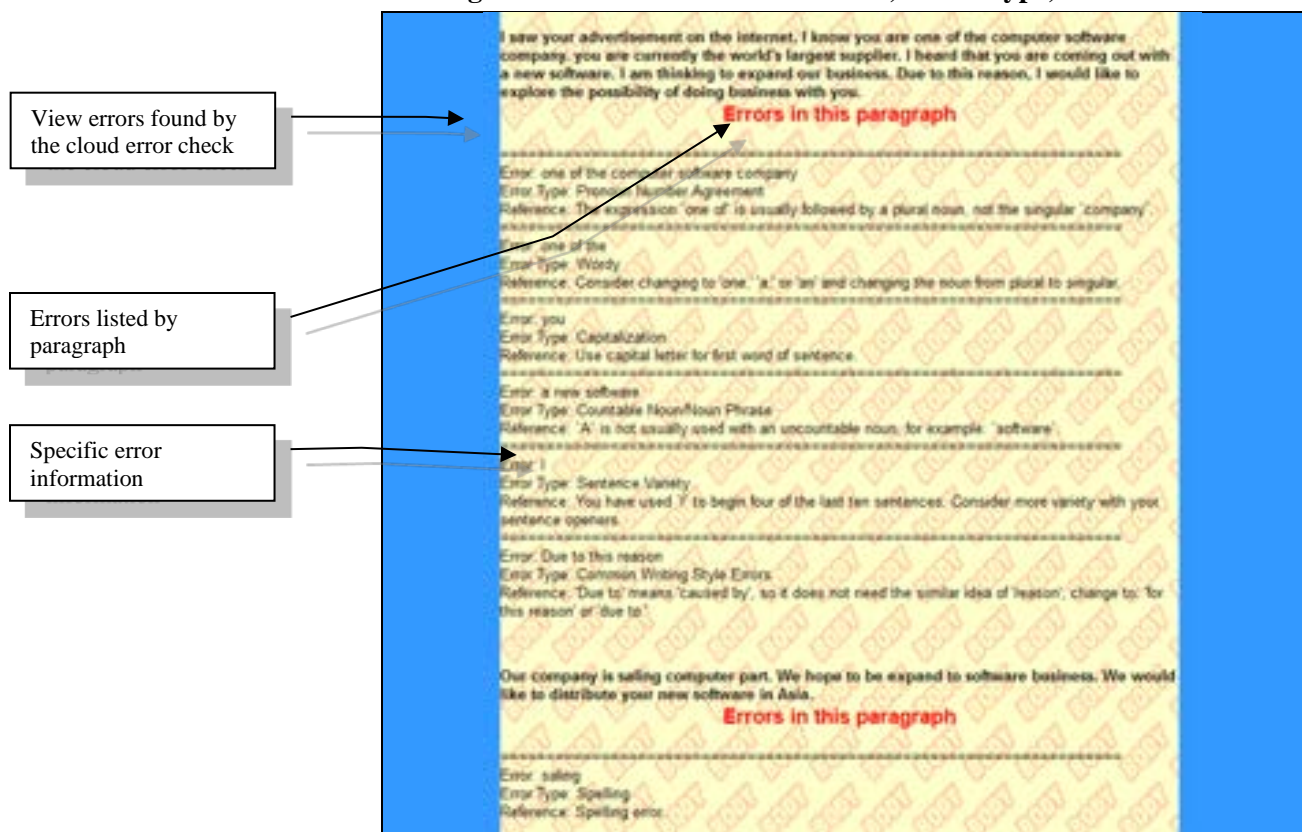 I saw your advertisement on the internet. I know you are one of the computer software
company, you are currently the world's largest supplier. I heard that you are coming out with
a new software. I am thinking to expand our business. Due to this reason, I would like to
explore the possibility of doing business with you.
Errors in this paragraph
View errors found by
the cloud error check
Error: one of the computer software company
Error Type: Pronoun Number Agreement
Reference: The expression 'one of' is usually followed by a plural noun, not the singular 'company'.
Error: one of the
Error Type: Wordy
Reference: Consider changing to 'one,' 'a,' or 'an' and changing the noun from plural to singular.
Errors listed by
paragraph
Error: you
Error Type: Capitalization
Reference: Use capital letter for first word of sentence.
Error: a new software
Error Type: Countable Noun/Noun Phrase
Reference: 'A' is not usually used with an uncountable noun, for example: 'software'.
Specific error
information
Error: I
Error Type: Sentence Variety
Reference: You have used 'I' to begin four of the last ten sentences. Consider more variety with your
sentence openers.
Error: Due to this reason
Error Type: Common Writing Style Errors
Reference: 'Due to' means 'caused by', so it does not need the similar idea of 'reason', change to: 'for
this reason' or 'due to'
Our company is saling computer part. We hope to be expand to software business. We would
like to distribute your new software in Asia.
Errors in this paragraph
Error: saling
Error Type: Spelling
Reference: Spelling error.